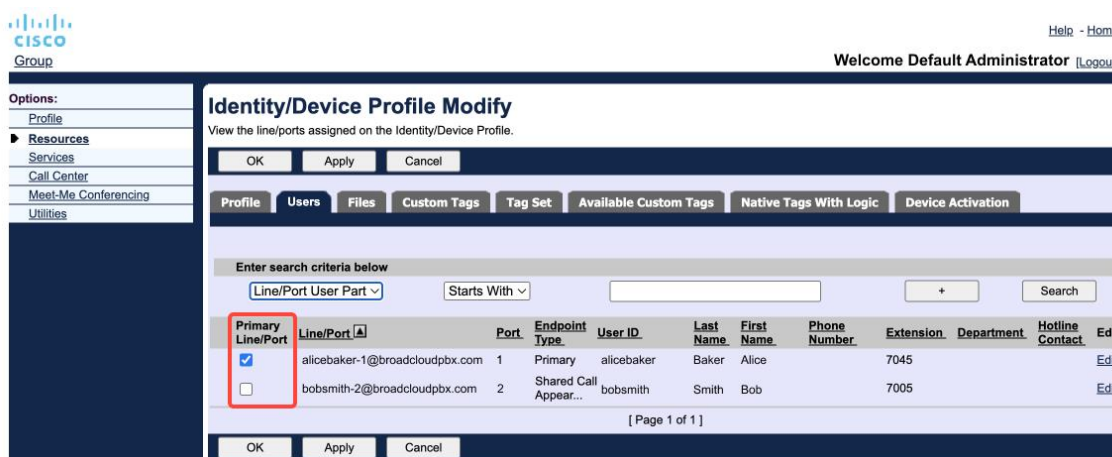 CISCO
Help - Hom
Group
Welcome Default Administrator [Logou
Options:
Profile
Resources
Services
Call Center
Meet-Me Conferencing
Utilities
Identity/Device Profile Modify
View the line/ports assigned on the Identity/Device Profile.
OK Apply Cancel
Profile Users Files Custom Tags Tag Set Available Custom Tags Native Tags With Logic Device Activation
Enter search criteria below
Line/Port User Part Starts With + Search
Primary Line/Port Line/Port Port Endpoint Type User ID Last Name First Name Phone Number Extension Department Hotline Contact Ed
alicebaker-1@broadcloudpbx.com 1 Primary alicebaker Baker Alice 7045 Edi
bobsmith-2@broadcloudpbx.com 2 Shared Call Appear... bobsmith Smith Bob 7005 Edi
[ Page 1 of 1 ]
OK Apply Cancel